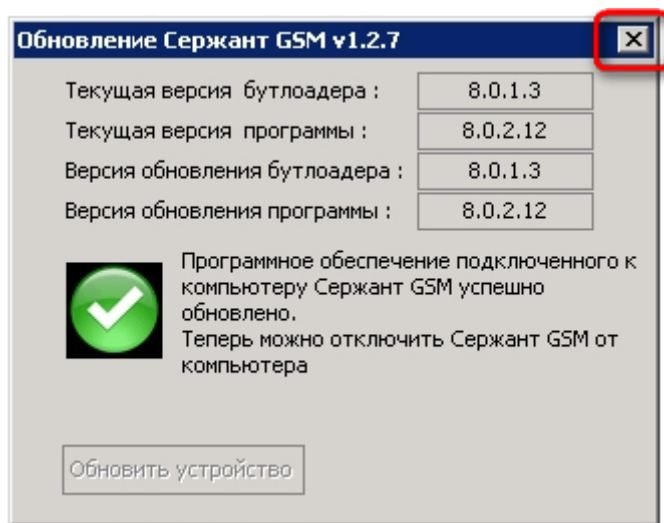 Обновление Сержант GSM v1.2.7
Текущая версия бутлоадера : 8.0.1.3
Текущая версия программы : 8.0.2.12
Версия обновления бутлоадера : 8.0.1.3
Версия обновления программы : 8.0.2.12
Программное обеспечение подключенного к
компьютеру Сержант GSM успешно
обновлено.
Теперь можно отключить Сержант GSM от
компьютера
Обновить устройство